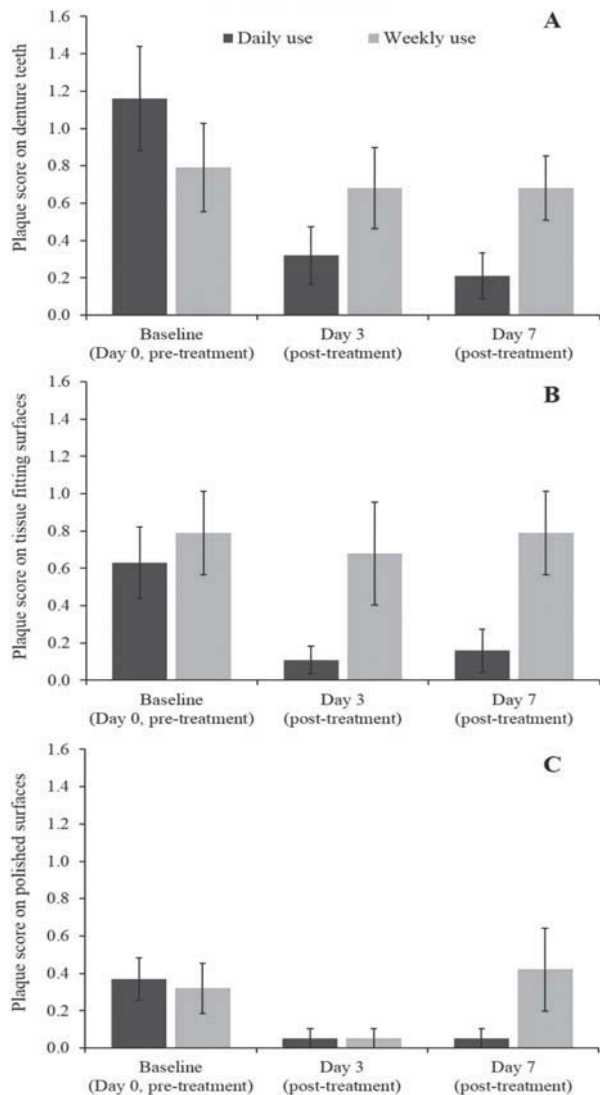 A
Daily use Weekly use
Plaque score on denture teeth
1.6
1.4
1.2
1.0
0.8
0.6
0.4
0.2
0.0
Baseline Day 3 Day 7
(Day 0, pre-treatment) (post-treatment) (post-treatment)
B
Plaque score on tissue fitting surfaces
1.6
1.4
1.2
1.0
0.8
0.6
0.4
0.2
0.0
Baseline Day 3 Day 7
(Day 0, pre-treatment) (post-treatment) (post-treatment)
C
Plaque score on polished surfaces
1.6
1.4
1.2
1.0
0.8
0.6
0.4
0.2
0.0
Baseline Day 3 Day 7
(Day 0, pre-treatment) (post-treatment) (post-treatment)